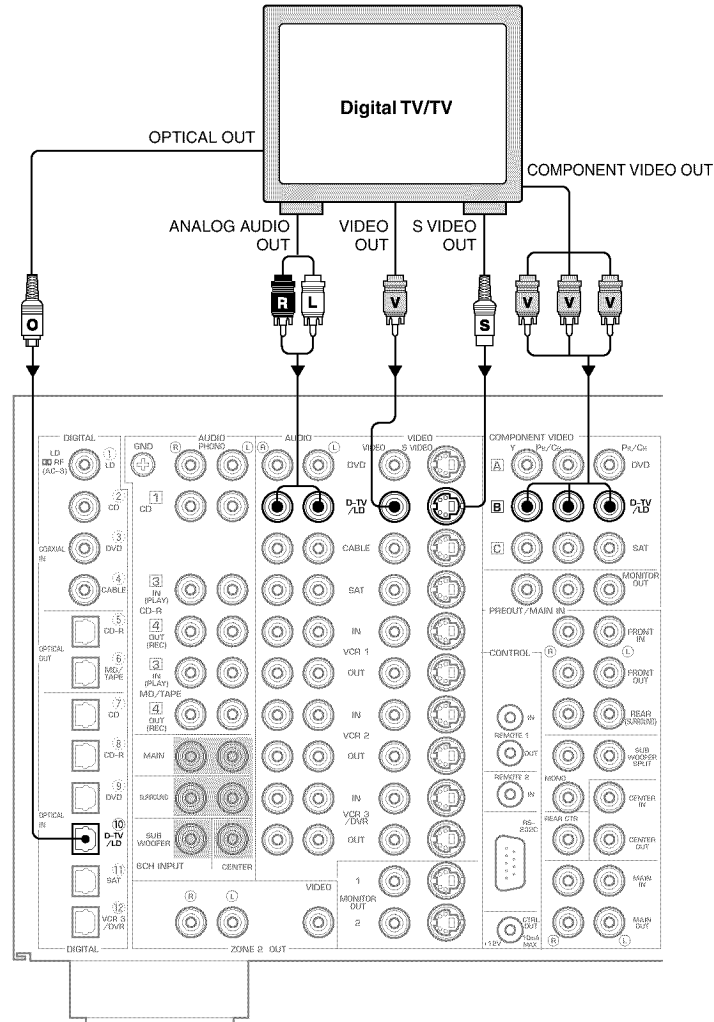 Digital TV/TV
OPTICAL OUT
COMPONENT VIDEO OUT
ANALOG AUDIO OUT
VIDEO OUT
S VIDEO OUT
O
R
L
V
S
V
V
V
DIGITAL
LD
RF
(AC-3)
1
LD
2
CD
COAXIAL
IN
3
DVD
4
CABLE
5
CD-R
OPTICAL
OUT
6
MD/
TAPE
7
CD
8
CD-R
9
DVD
OPTICAL
IN
10
D-TV
/LD
11
SAT
12
VCR 3
/DVR
DIGITAL
GND
AUDIO
R
PHONO
L
1
CD
3
IN
(PLAY)
CD-R
4
OUT
(REC)
3
IN
(PLAY)
MD/TAPE
4
OUT
(REC)
MAIN
SURROUND
SUB
WOOFER
6CH INPUT
CENTER
R
L
VIDEO
ZONE 2 OUT
AUDIO
R
L
VIDEO
VIDEO
S VIDEO
DVD
D-TV
/LD
CABLE
SAT
IN
VCR 1
OUT
IN
VCR 2
OUT
IN
VCR 3
/DVR
OUT
1
MONITOR
OUT
2
COMPONENT VIDEO
Y
PB/CB
PR/CR
A
DVD
B
D-TV
/LD
C
SAT
MONITOR
OUT
PREOUT/MAIN IN
CONTROL
R
FRONT
IN
L
FRONT
OUT
REAR
(SURROUND)
IN
REMOTE 1
OUT
SUB
WOOFER
SPLIT
REMOTE 2
IN
MONO
CENTER
IN
RS-
232C
REAR CTR
CENTER
OUT
MAIN
IN
CTRL
OUT
+12V
10mA
MAX
MAIN
OUT
R
L